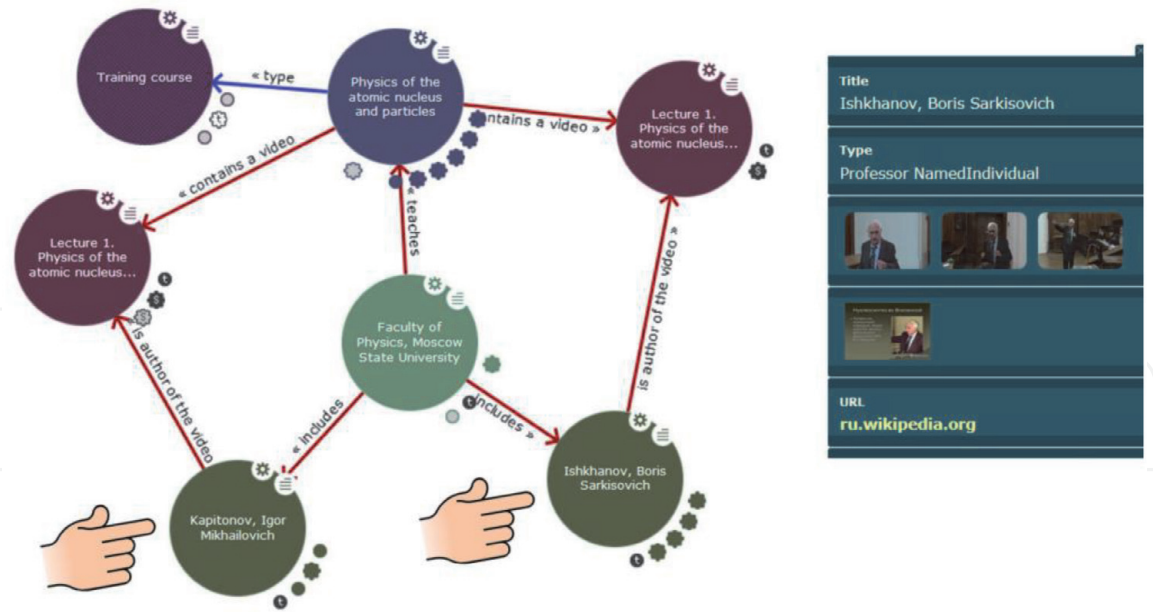 Training course
« type
Physics of the
atomic nucleus
and particles
ntains a video »
Lecture 1.
Physics of the
atomic nucleus...
« contains a video
« teaches
Lecture 1.
Physics of the
atomic nucleus...
is author of the video »
Faculty of
Physics, Moscow
State University
« is author of the video
« includes
includes »
Ishkhanov, Boris
Sarkisovich
Kapitonov, Igor
Mikhailovich
t
s
t
s
s
t
t
t
Title
Ishkhanov, Boris Sarkisovich
Type
Professor NamedIndividual
URL
ru.wikipedia.org